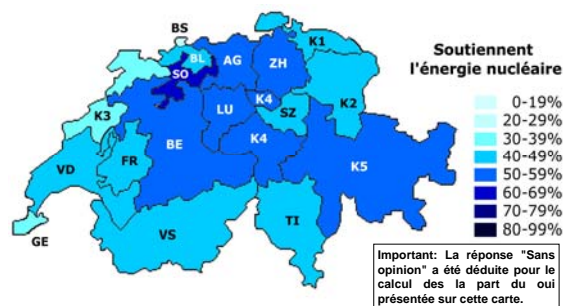 BS
BL
SO
AG
ZH
K1
K4
LU
SZ
K2
K3
BE
K4
K5
VD
FR
GE
VS
TI
Soutiennent
l'énergie nucléaire
0-19%
20-29%
30-39%
40-49%
50-59%
60-69%
70-79%
80-99%
Important: La réponse "Sans
opinion" a été déduite pour le
calcul des la part du oui
présentée sur cette carte.